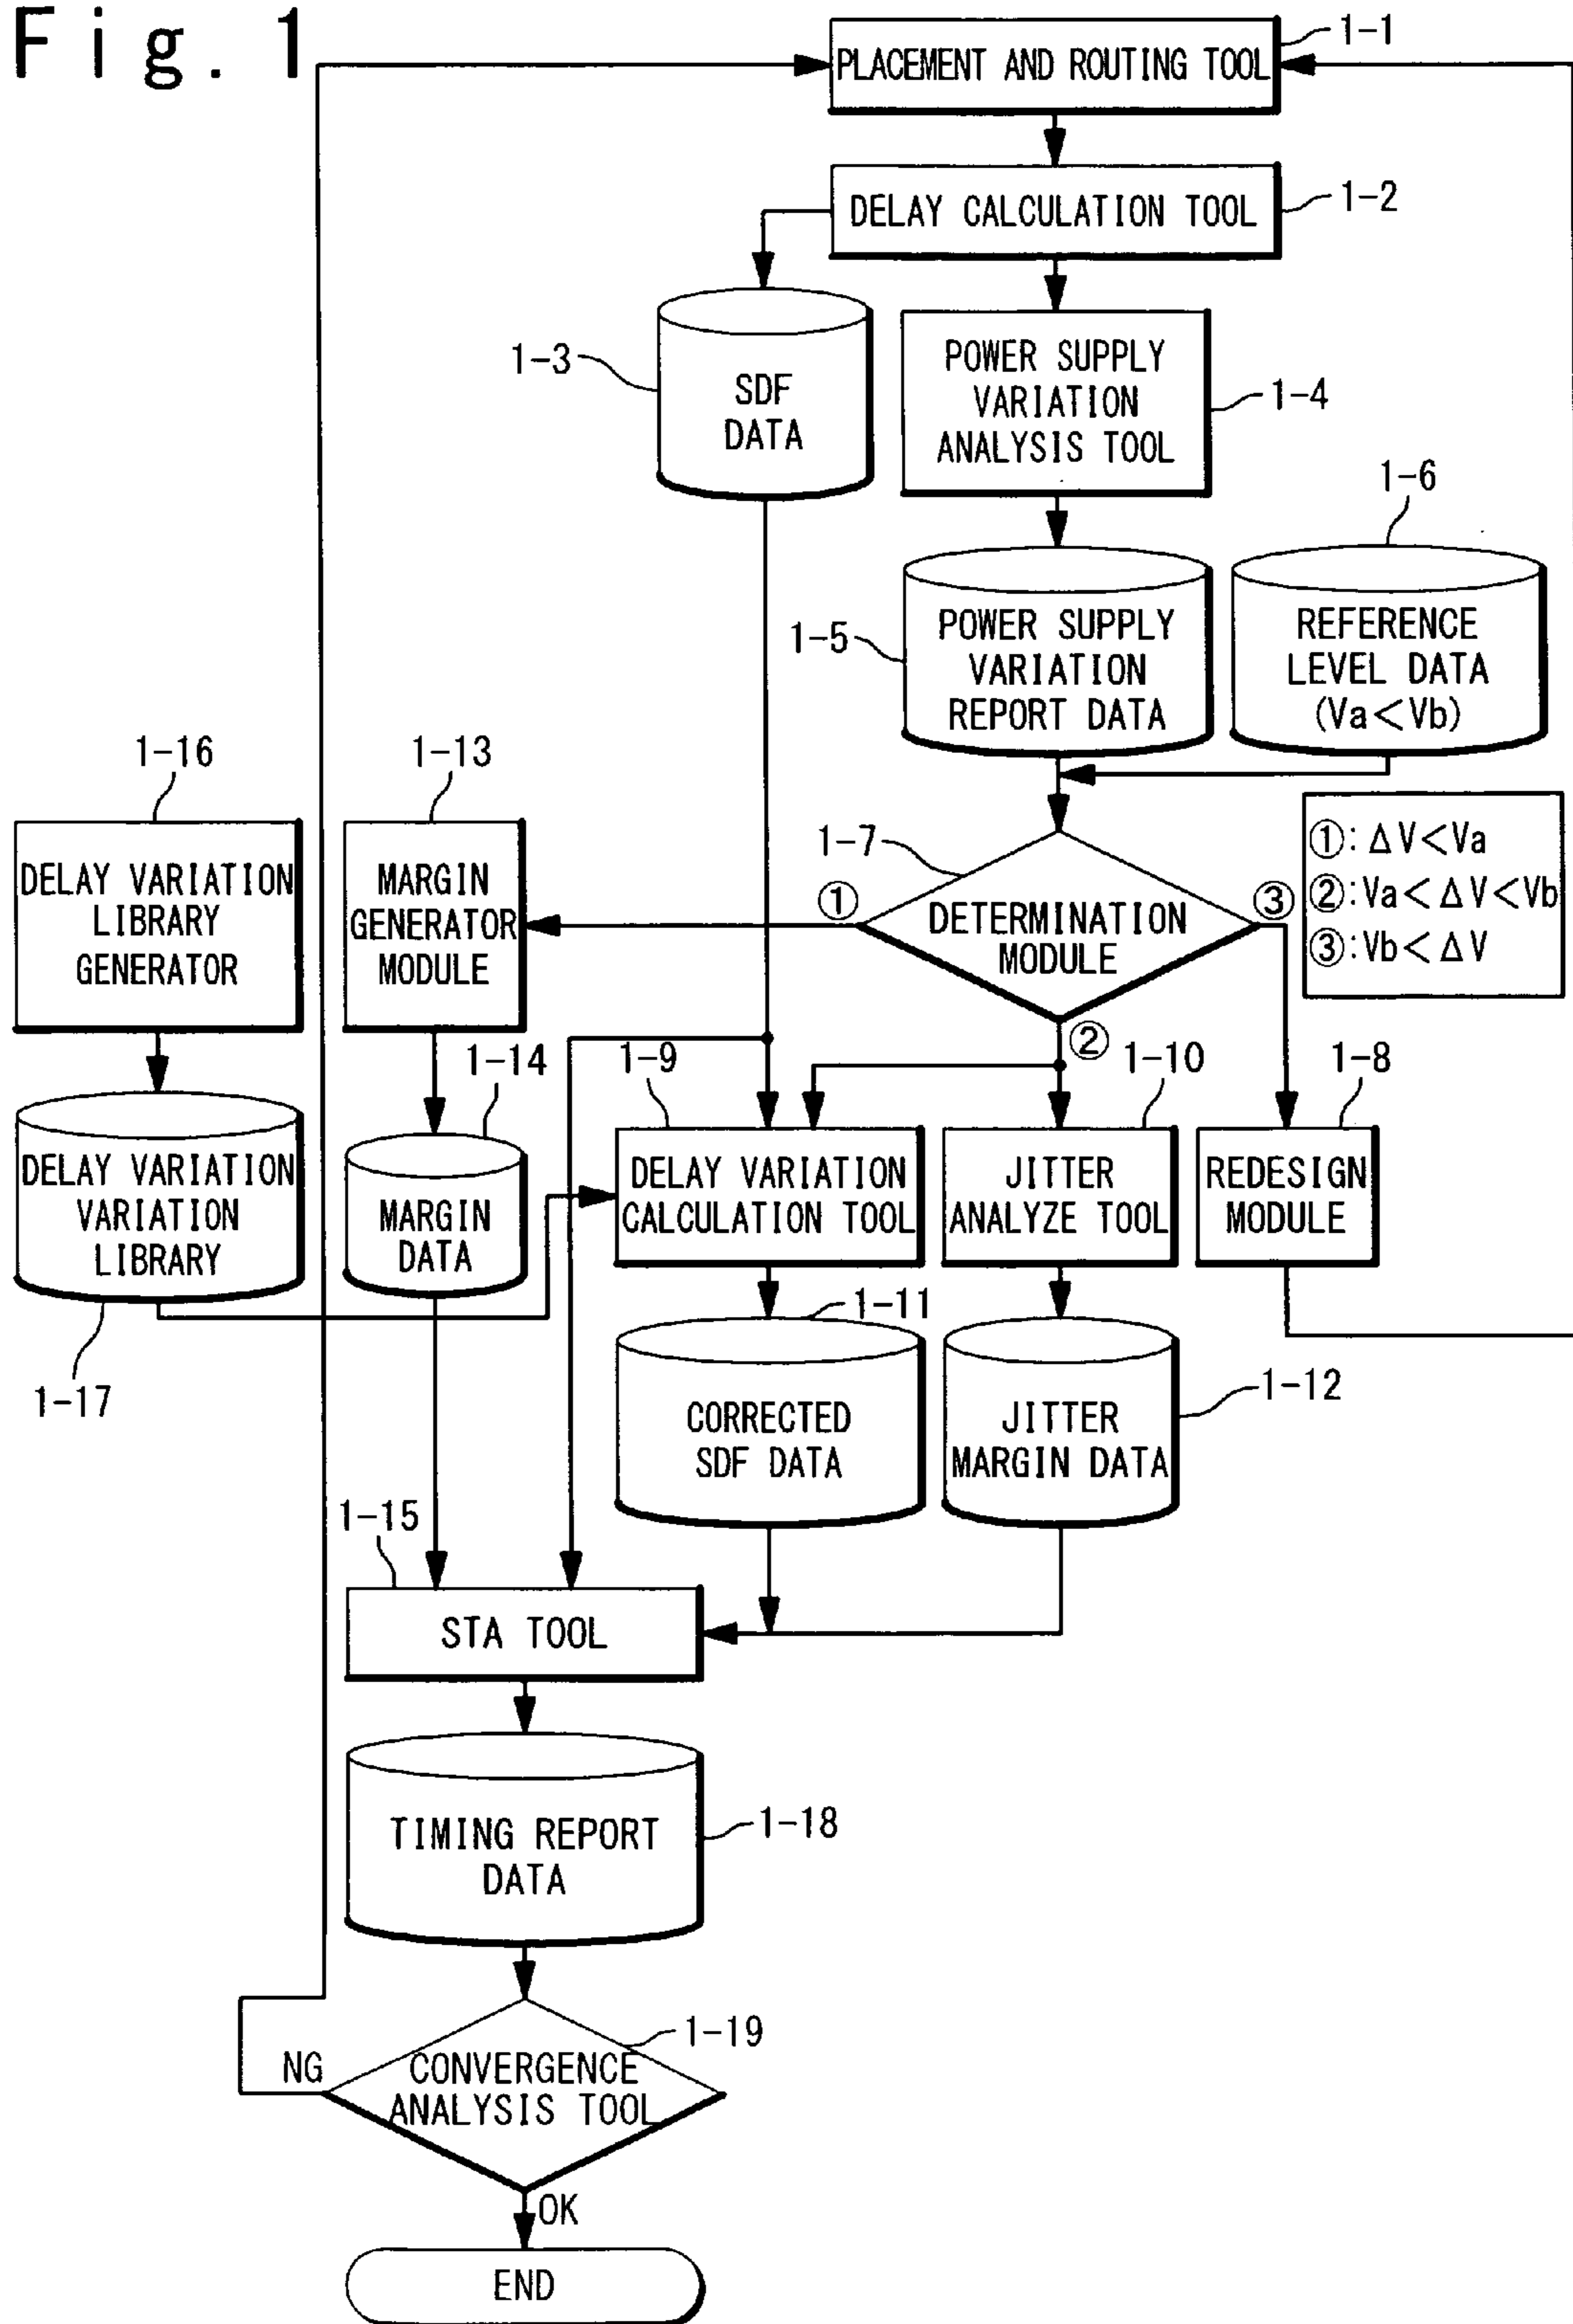 Fig. 1
1-1
PLACEMENT AND ROUTING TOOL
DELAY CALCULATION TOOL
1-2
1-3
SDF
DATA
POWER SUPPLY
VARIATION
ANALYSIS TOOL
1-4
1-6
1-5
POWER SUPPLY
VARIATION
REPORT DATA
REFERENCE
LEVEL DATA
(Va<Vb)
1-16
1-13
DELAY VARIATION
LIBRARY
GENERATOR
MARGIN
GENERATOR
MODULE
1-7
①
DETERMINATION
MODULE
③
②
①: ΔV<Va
②: Va<ΔV<Vb
③: Vb<ΔV
1-14
1-9
1-10
1-8
DELAY VARIATION
VARIATION
LIBRARY
1-17
MARGIN
DATA
DELAY VARIATION
CALCULATION TOOL
JITTER
ANALYZE TOOL
REDESIGN
MODULE
1-11
CORRECTED
SDF DATA
JITTER
MARGIN DATA
1-12
1-15
STA TOOL
TIMING REPORT
DATA
1-18
1-19
NG
CONVERGENCE
ANALYSIS TOOL
OK
END